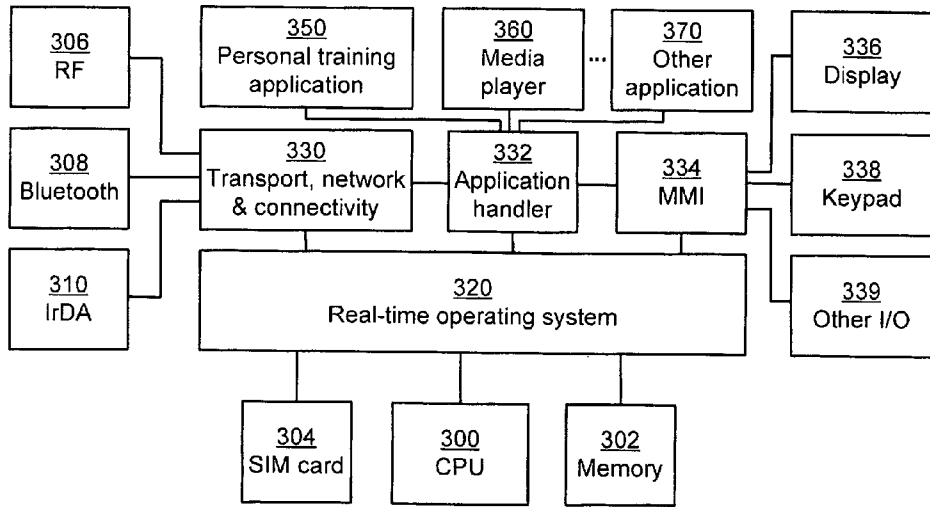 306
RF
350
Personal training
application
360
Media
player
...
370
Other
application
336
Display
308
Bluetooth
330
Transport, network
& connectivity
332
Application
handler
334
MMI
338
Keypad
310
IrDA
320
Real-time operating system
339
Other I/O
304
SIM card
300
CPU
302
Memory